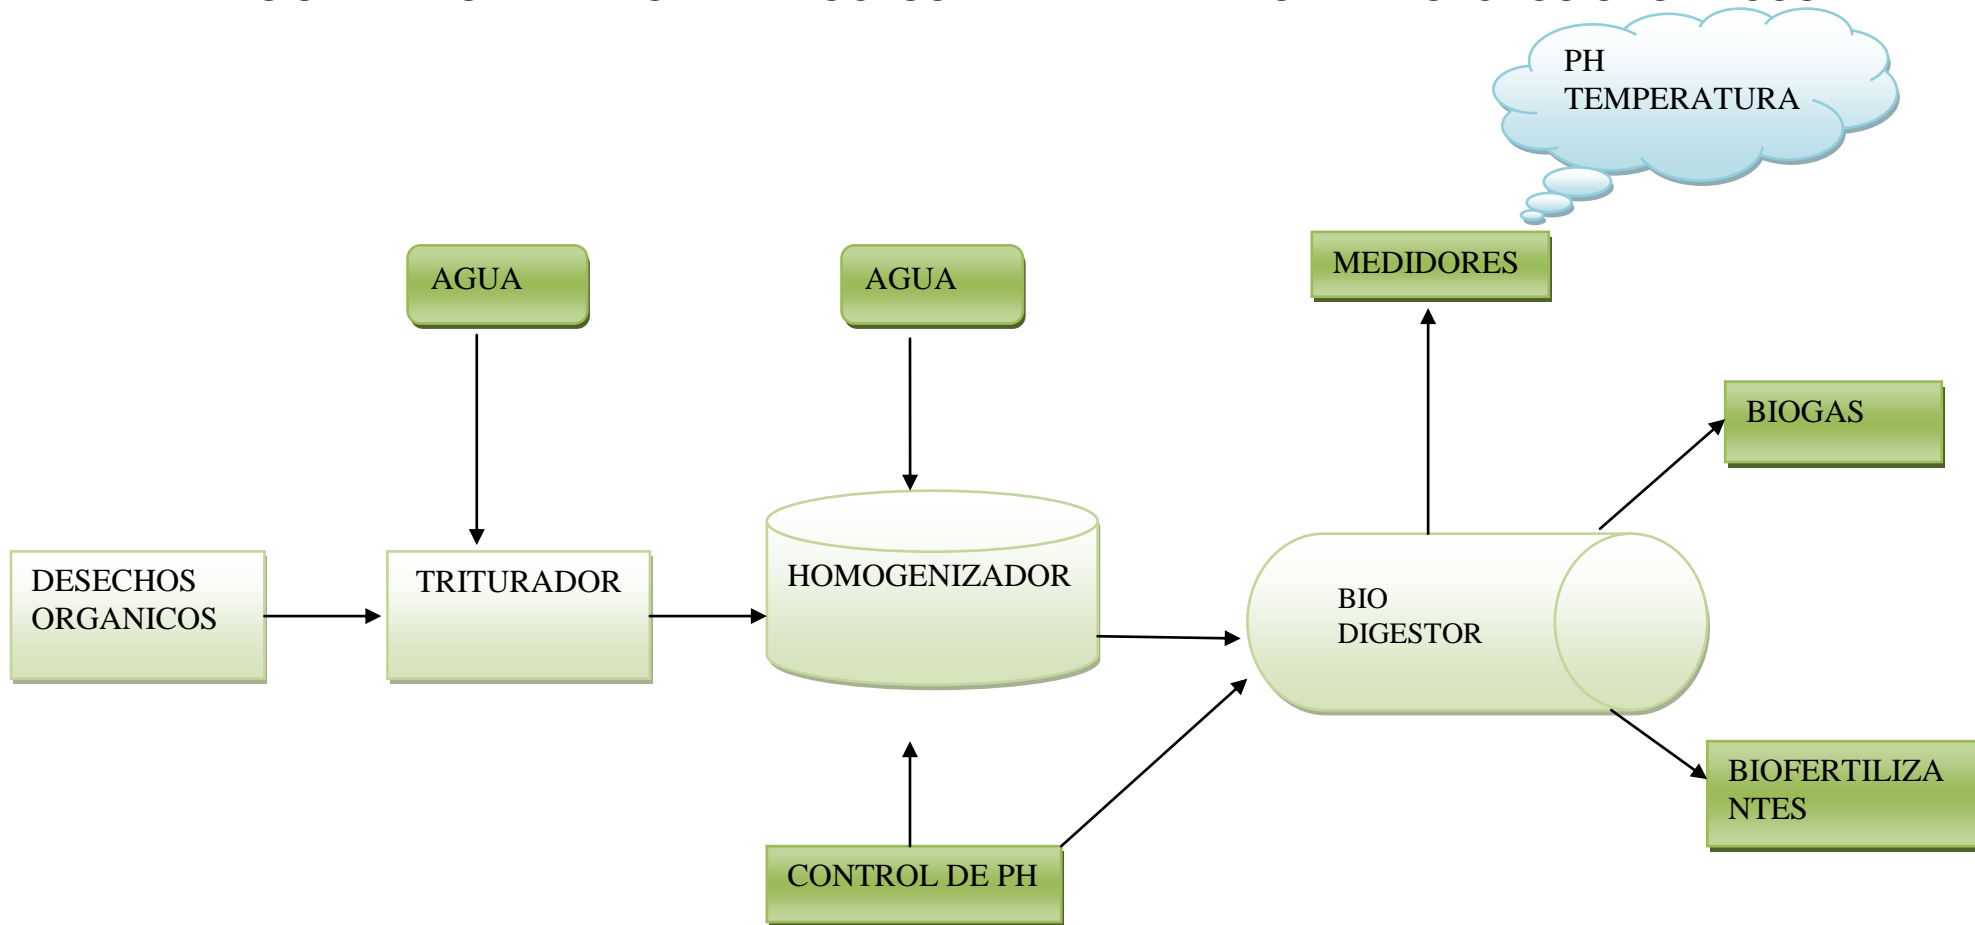 PH
TEMPERATURA
AGUA
AGUA
MEDIDORES
BIOGAS
DESECHOS
ORGANICOS
TRITURADOR
HOMOGENIZADOR
BIO
DIGESTOR
BIOFERTILIZA
NTES
CONTROL DE PH